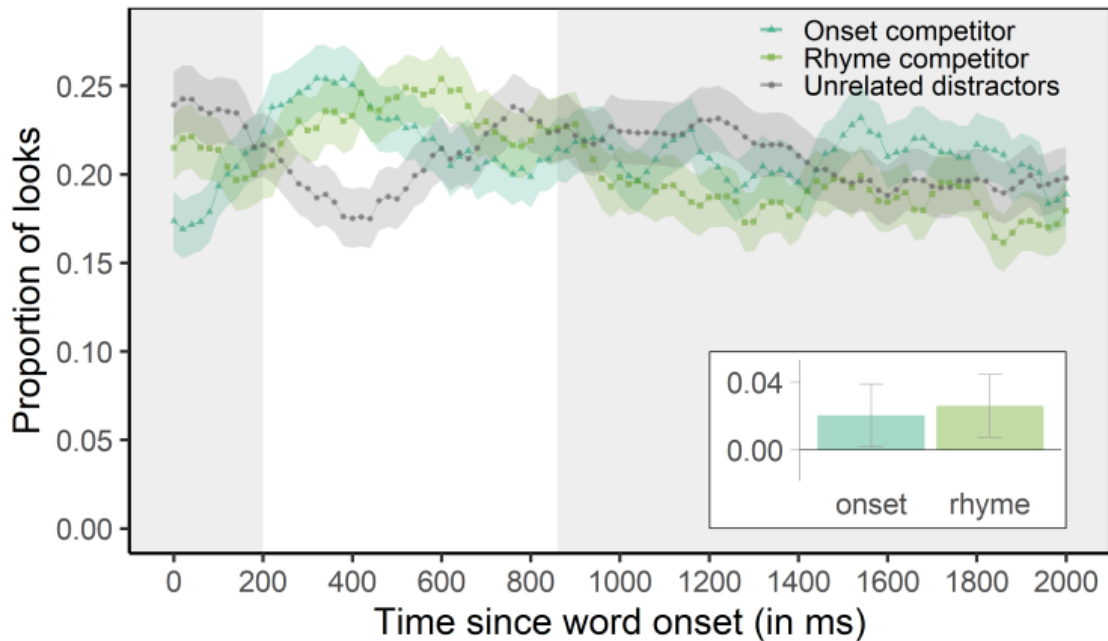 Onset competitor
Rhyme competitor
Unrelated distractors
Proportion of looks
0.25
0.20
0.15
0.10
0.05
0.00
0.04
0.00
onset rhyme
0 200 400 600 800 1000 1200 1400 1600 1800 2000
Time since word onset (in ms)